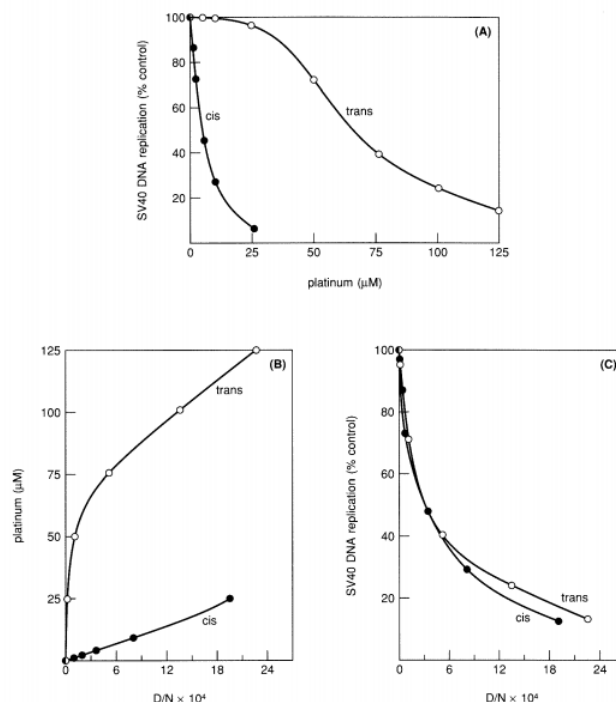 (A)
SV40 DNA replication (% control)
100
80
60
40
20
cis
trans
0
25
50
75
100
125
platinum (μM)
(B)
platinum (μM)
125
100
75
50
25
trans
cis
0
6
12
18
24
D/N × 10⁴
(C)
SV40 DNA replication (% control)
100
80
60
40
20
trans
cis
0
6
12
18
24
D/N × 10⁴